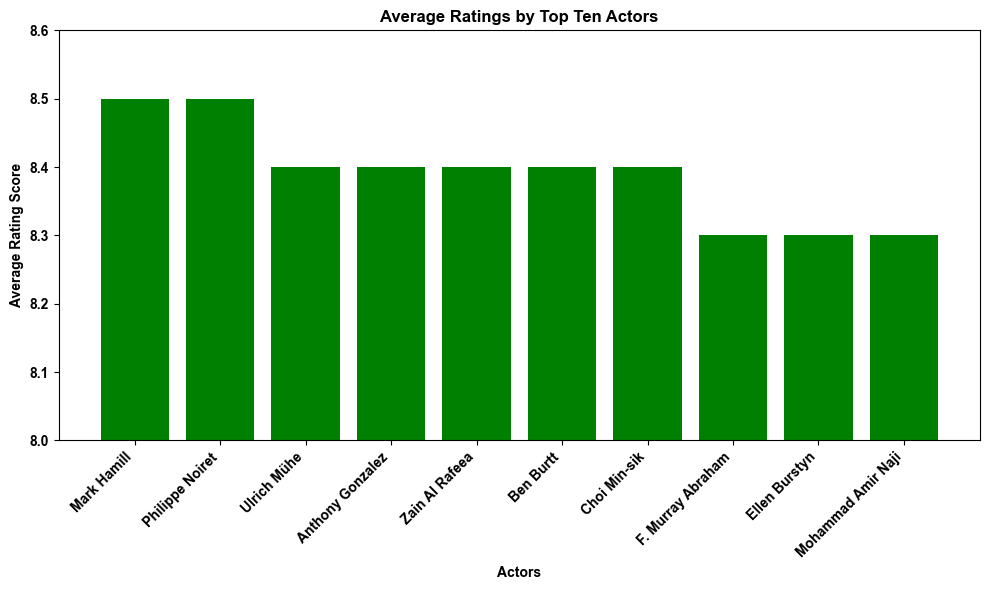 Average Ratings by Top Ten Actors
Average Rating Score
8.6
8.5
8.4
8.3
8.2
8.1
8.0
Mark Hamill
Philippe Noiret
Ulrich Mühe
Anthony Gonzalez
Zain Al Rafeea
Ben Burtt
Choi Min-sik
F. Murray Abraham
Ellen Burstyn
Mohammad Amir Naji
Actors